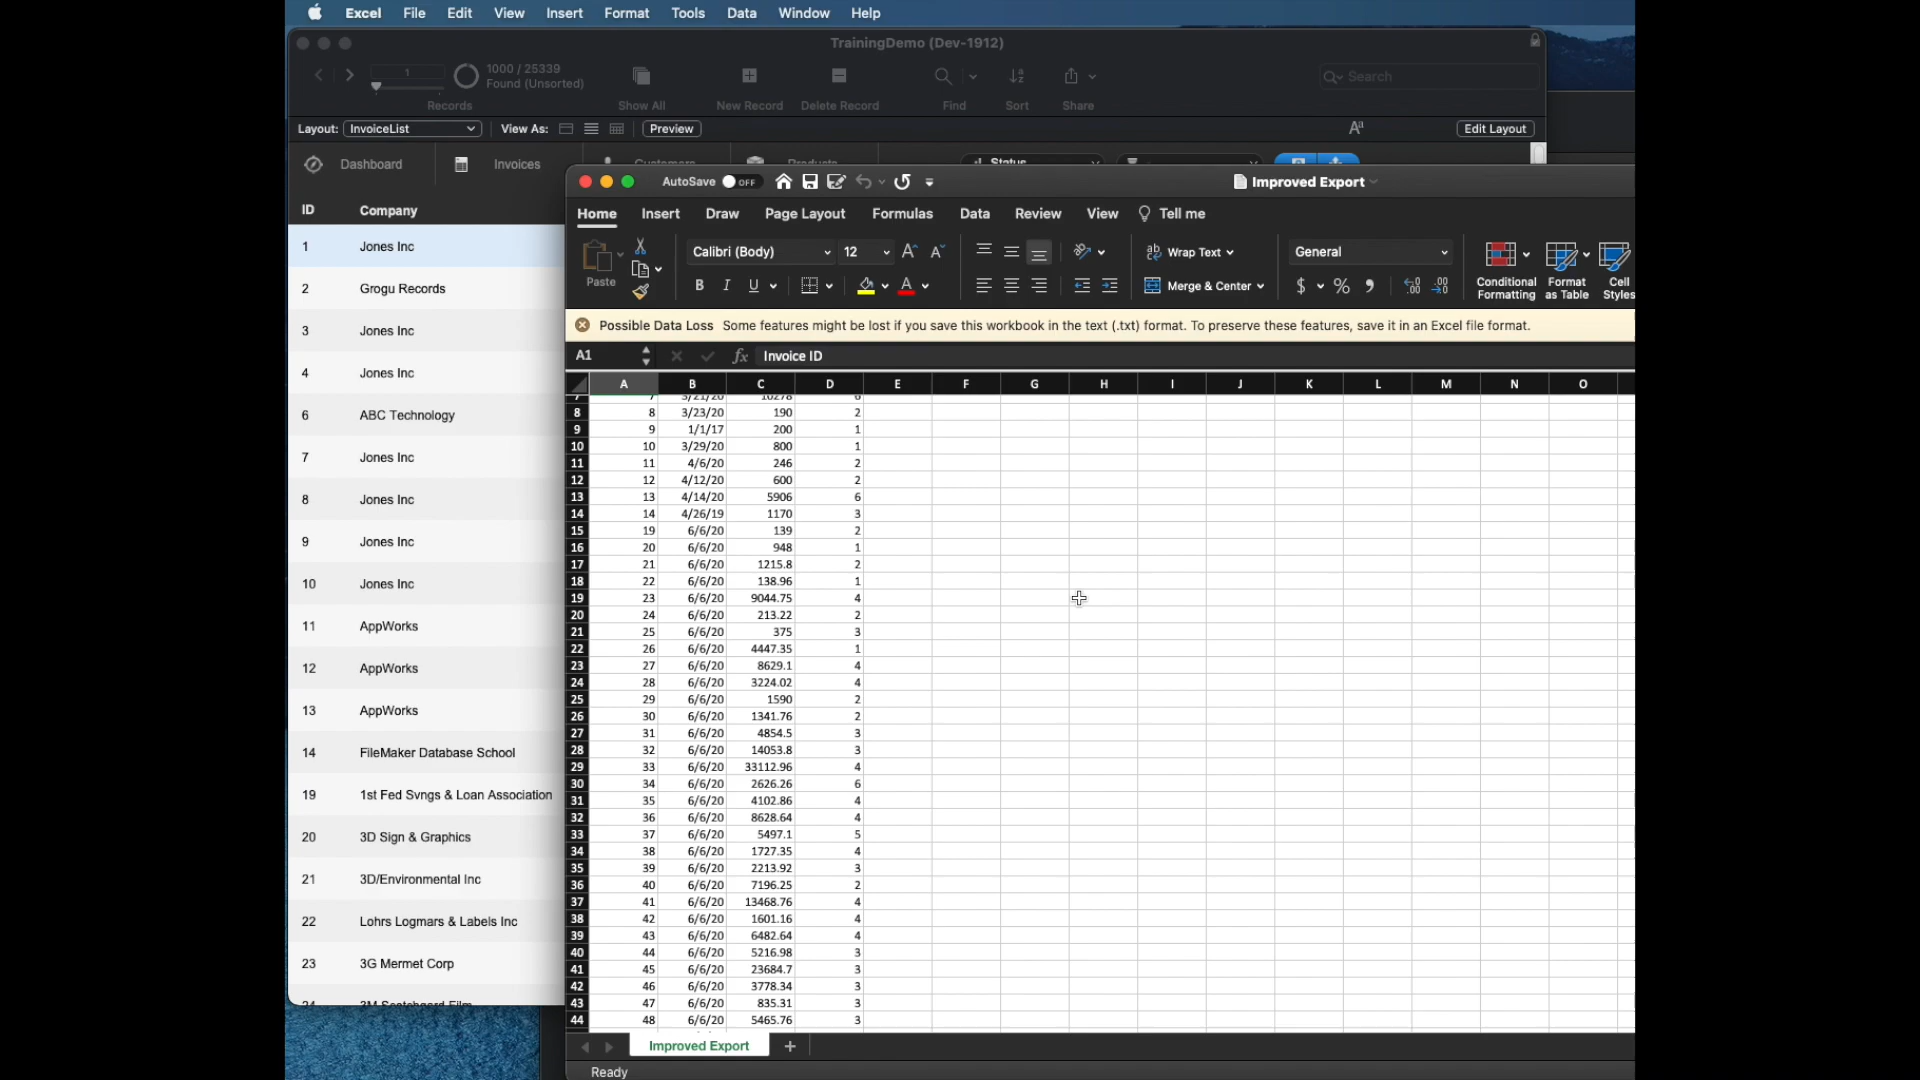 Excel File Edit View Insert Format Tools Data Window Help
TrainingDemo (Dev-1912)
1
1000 / 25339
Found (Unsorted)
Records
Show All
New Record
Delete Record
Find
Sort
Share
Search
Layout: InvoiceList View As: Preview Edit Layout
Dashboard Invoices Customers Products Status
ID Company
1 Jones Inc
2 Grogu Records
3 Jones Inc
4 Jones Inc
6 ABC Technology
7 Jones Inc
8 Jones Inc
9 Jones Inc
10 Jones Inc
11 AppWorks
12 AppWorks
13 AppWorks
14 FileMaker Database School
19 1st Fed Svngs & Loan Association
20 3D Sign & Graphics
21 3D/Environmental Inc
22 Lohrs Logmars & Labels Inc
23 3G Mermet Corp
AutoSave OFF Improved Export
Home Insert Draw Page Layout Formulas Data Review View Tell me
Paste
Calibri (Body) 12
B I U
Wrap Text
Merge & Center
General
$ %
Conditional Formatting
Format as Table
Cell Styles
Possible Data Loss Some features might be lost if you save this workbook in the text (.txt) format. To preserve these features, save it in an Excel file format.
A1 fx Invoice ID
A B C D E F G H I J K L M N O
7 7 3/21/20 10278 6
8 8 3/23/20 190 2
9 9 1/1/17 200 1
10 10 3/29/20 800 1
11 11 4/6/20 246 2
12 12 4/12/20 600 2
13 13 4/14/20 5906 6
14 14 4/26/19 1170 3
15 19 6/6/20 139 2
16 20 6/6/20 948 1
17 21 6/6/20 1215.8 2
18 22 6/6/20 138.96 1
19 23 6/6/20 9044.75 4
20 24 6/6/20 213.22 2
21 25 6/6/20 375 3
22 26 6/6/20 4447.35 1
23 27 6/6/20 8629.1 4
24 28 6/6/20 3224.02 4
25 29 6/6/20 1590 2
26 30 6/6/20 1341.76 2
27 31 6/6/20 4854.5 3
28 32 6/6/20 14053.8 3
29 33 6/6/20 33112.96 4
30 34 6/6/20 2626.26 6
31 35 6/6/20 4102.86 4
32 36 6/6/20 8628.64 4
33 37 6/6/20 5497.1 5
34 38 6/6/20 1727.35 4
35 39 6/6/20 2213.92 3
36 40 6/6/20 7196.25 2
37 41 6/6/20 13468.76 4
38 42 6/6/20 1601.16 4
39 43 6/6/20 6482.64 4
40 44 6/6/20 5216.98 3
41 45 6/6/20 23684.7 3
42 46 6/6/20 3778.34 3
43 47 6/6/20 835.31 3
44 48 6/6/20 5465.76 3
Improved Export
Ready